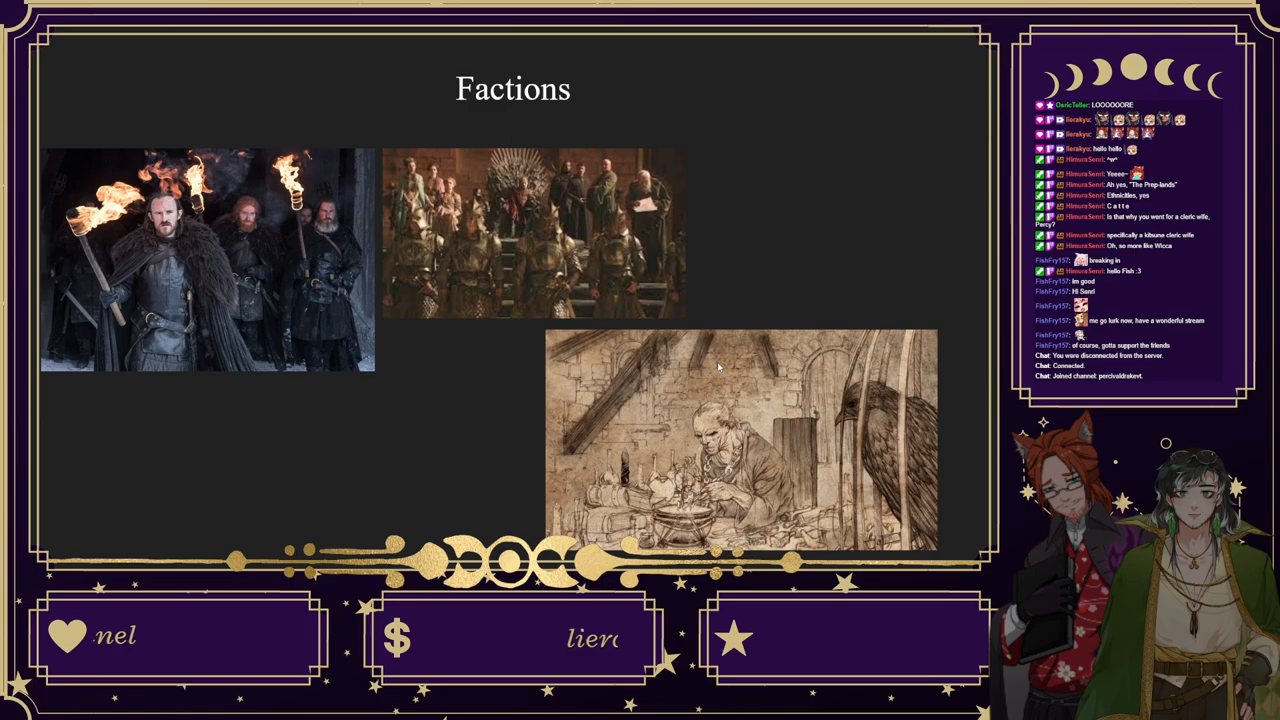 Factions
OsricTeller: LOOOOOORE
lierakyu:
lierakyu:
lierakyu: hello hello
HimuraSenri: ^w^
HimuraSenri: Yeeee~
HimuraSenri: Ah yes, "The Prep-lands"
HimuraSenri: Ethnicities, yes
HimuraSenri: C a t t e
HimuraSenri: Is that why you went for a cleric wife,
Percy?
HimuraSenri: specifically a kitsune cleric wife
HimuraSenri: Oh, so more like Wicca
FishFry157: breaking in
HimuraSenri: hello Fish :3
FishFry157: Im good
FishFry157: Hi Senri
FishFry157:
FishFry157: me go lurk now, have a wonderful stream
FishFry157:
FishFry157: of course, gotta support the friends
Chat: You were disconnected from the server.
Chat: Connected.
Chat: Joined channel: percivaldrakevt.
nel
$
liera